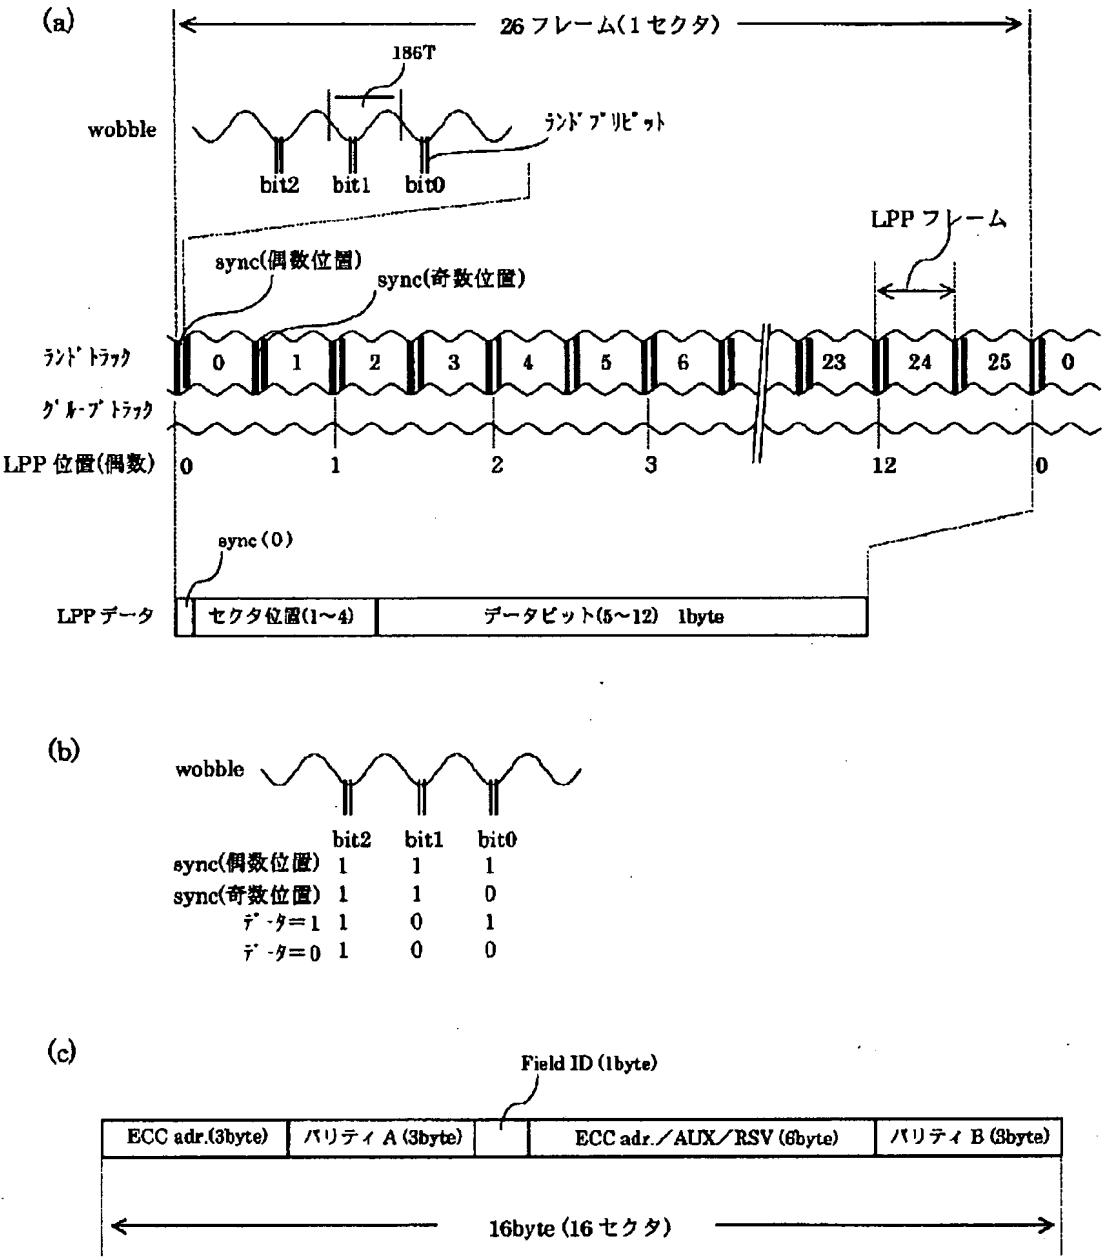 (a)
26 フレーム(1 セクタ)
186T
wobble
ランドプリピット
bit2 bit1 bit0
LPP フレーム
sync(偶数位置)
sync(奇数位置)
ランドトラック 0 1 2 3 4 5 6 23 24 25 0
グルーブトラック
LPP 位置(偶数) 0 1 2 3 12 0
sync(0)
LPP データ セクタ位置(1～4) データビット(5～12) 1byte
(b)
wobble
bit2 bit1 bit0
sync(偶数位置) 1 1 1
sync(奇数位置) 1 1 0
データ=1 1 0 1
データ=0 1 0 0
(c)
Field ID (1byte)
ECC adr.(3byte) パリティ A (3byte) ECC adr./AUX/RSV (6byte) パリティ B (3byte)
16byte (16 セクタ)